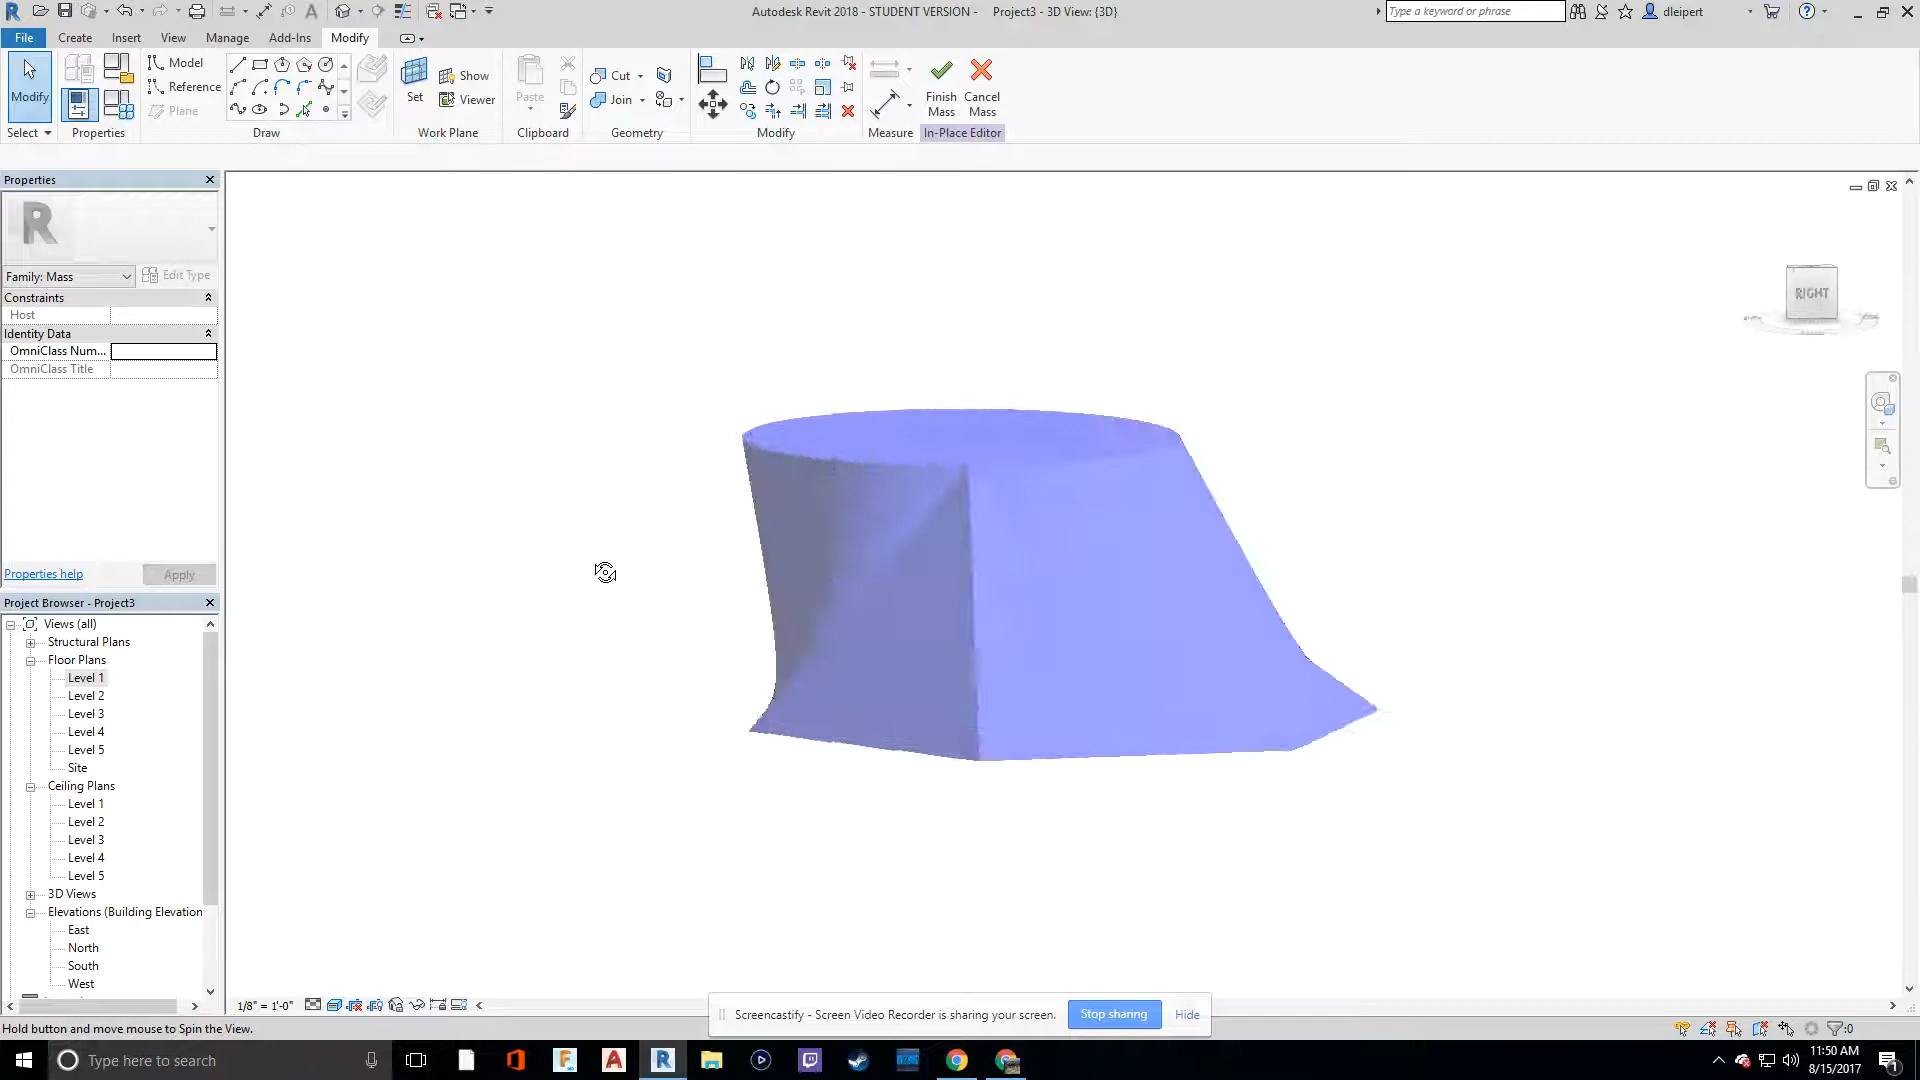 Autodesk Revit 2018 - STUDENT VERSION - Project3 - 3D View: {3D}
Type a keyword or phrase
dleipert
File Create Insert View Manage Add-Ins Modify
Modify
Select
Properties
Model
Reference
Plane
Draw
Set
Show
Viewer
Work Plane
Paste
Clipboard
Cut
Join
Geometry
Modify
Measure
Finish Mass
Cancel Mass
In-Place Editor
Properties
Family: Mass
Edit Type
Constraints
Host
Identity Data
OmniClass Num...
OmniClass Title
Properties help
Apply
Project Browser - Project3
Views (all)
Structural Plans
Floor Plans
Level 1
Level 2
Level 3
Level 4
Level 5
Site
Ceiling Plans
Level 1
Level 2
Level 3
Level 4
Level 5
3D Views
Elevations (Building Elevation
East
North
South
West
RIGHT
1/8" = 1'-0"
Screencastify - Screen Video Recorder is sharing your screen.
Stop sharing
Hide
Hold button and move mouse to Spin the View.
:0
Type here to search
11:50 AM
8/15/2017
1